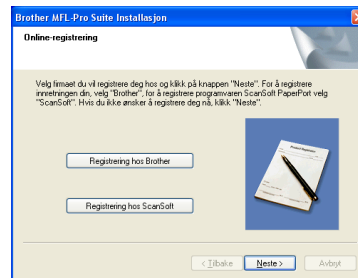 Brother MFL-Pro Suite Installasjon
Online-registrering
Velg firmaet du vil registrere deg hos og klikk på knappen "Neste". For å registrere
innretningen din, velg "Brother", for å registrere programvaren ScanSoft PaperPort velg
"ScanSoft". Hvis du ikke ønsker å registrere deg nå, klikk "Neste".
Registrering hos Brother
Product Registration
Registrering hos ScanSoft
< Tilbake
Neste >
Avbryt